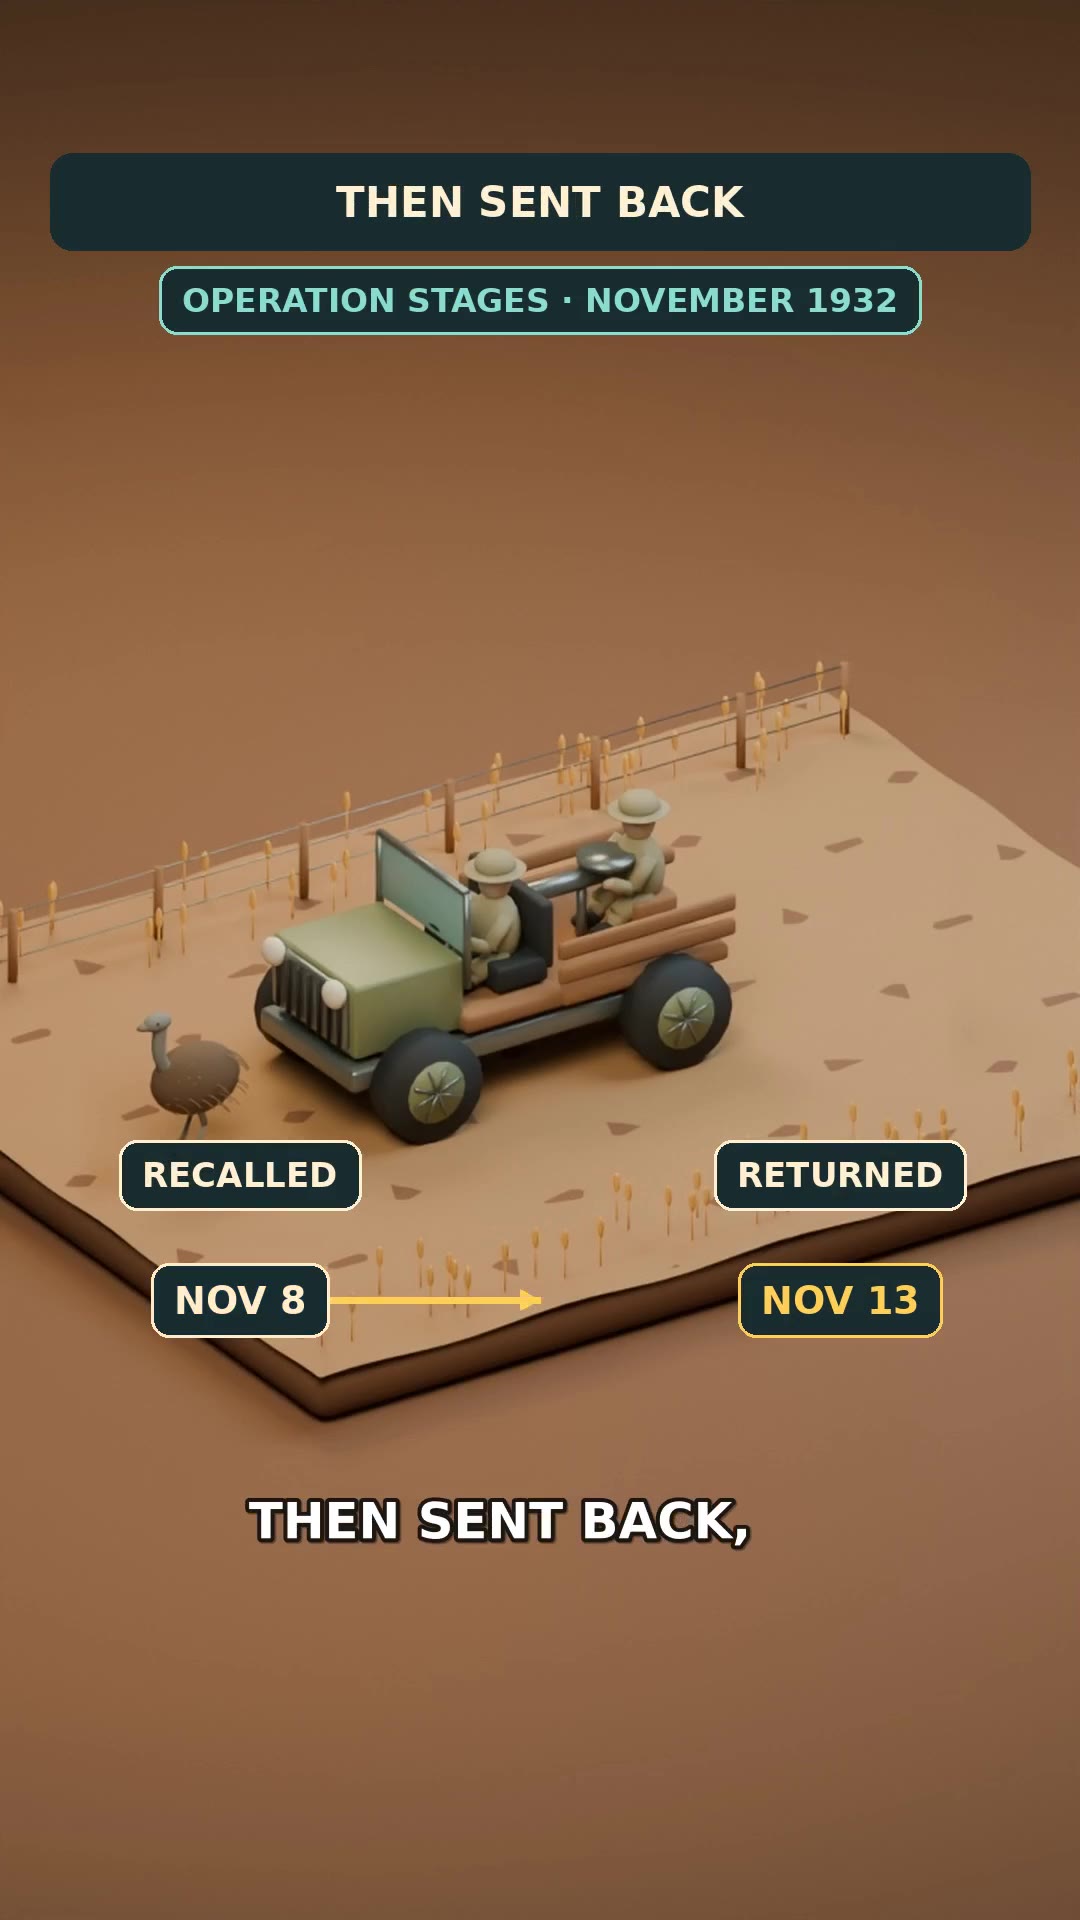 THEN SENT BACK
OPERATION STAGES · NOVEMBER 1932
RECALLED
RETURNED
NOV 8
NOV 13
THEN SENT BACK,